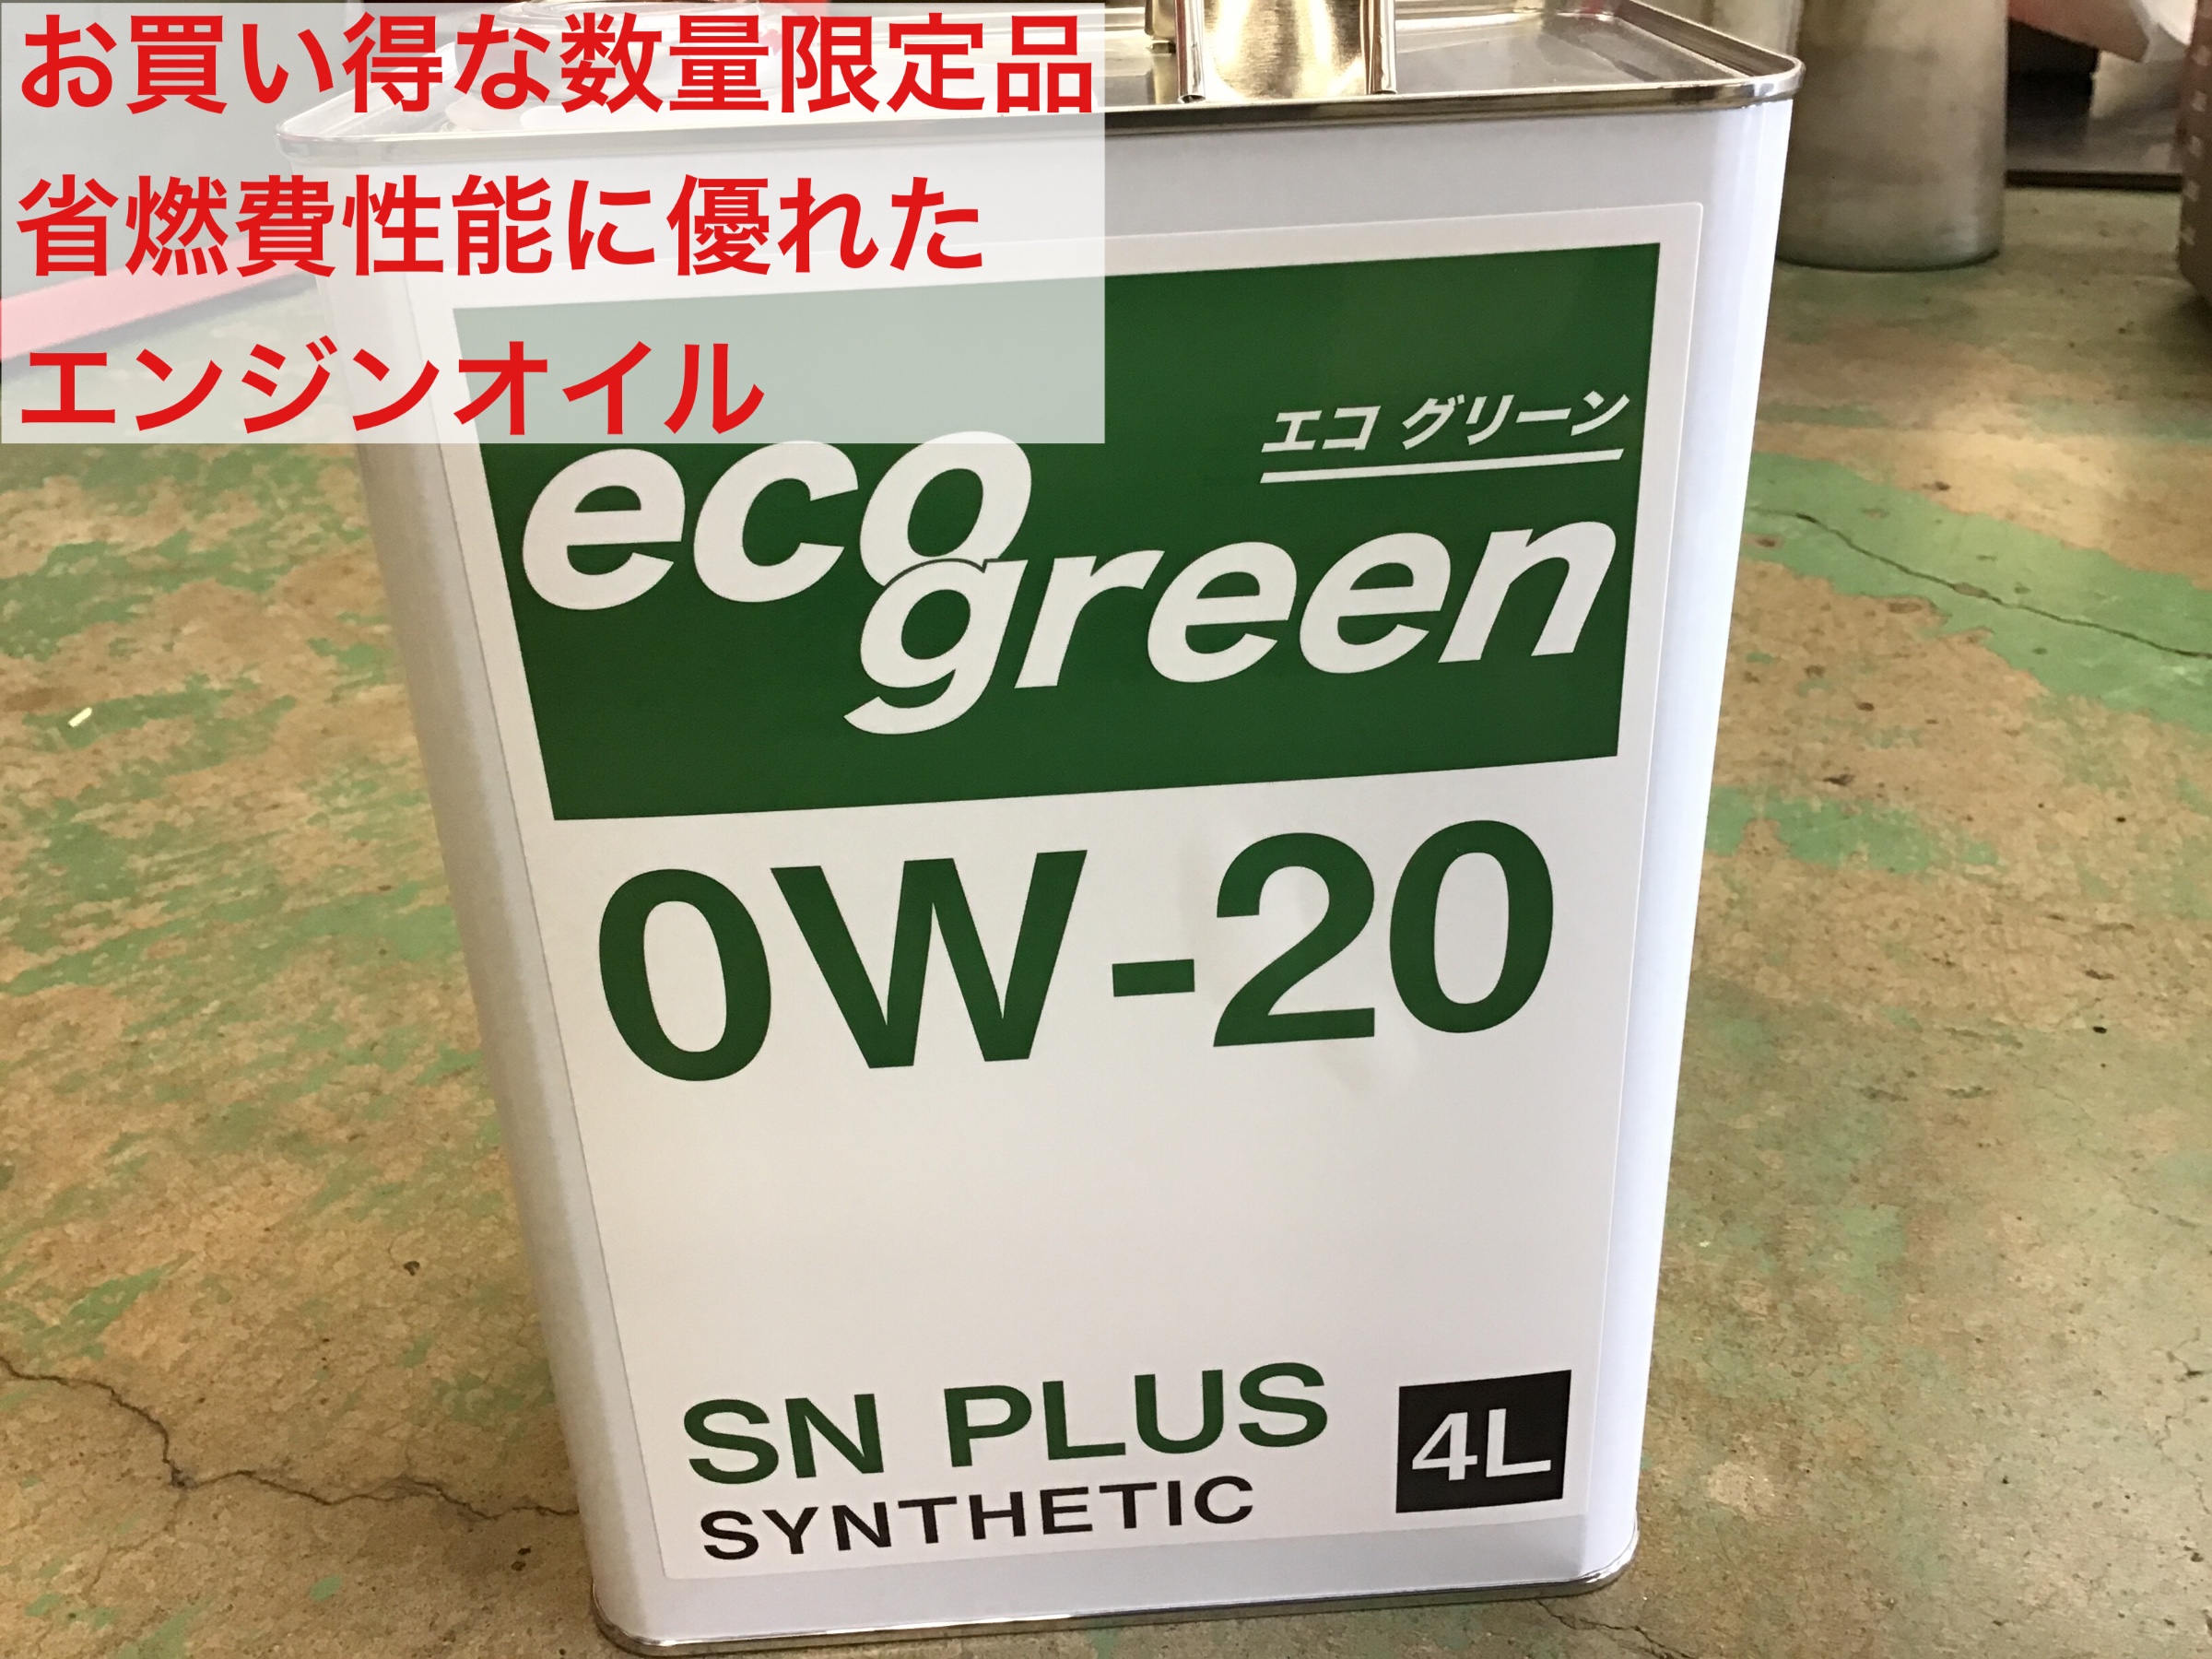 お買い得な数量限定品
省燃費性能に優れた
エンジンオイル
エコ グリーン
eco
green
0W-20
SN PLUS
SYNTHETIC
4L